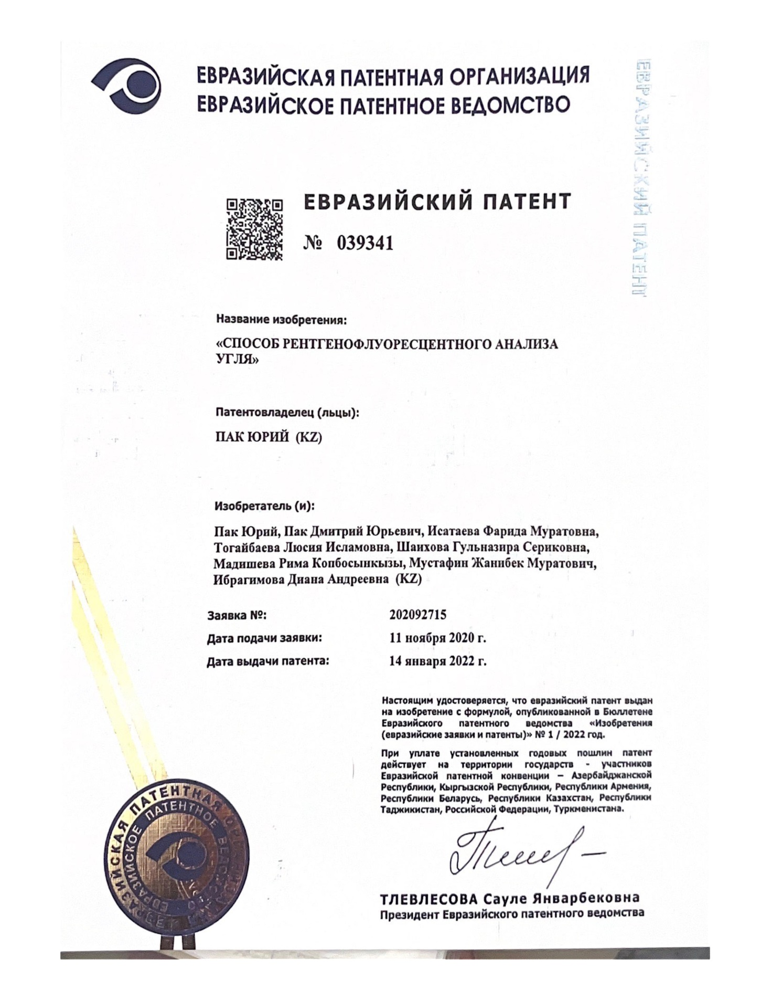 ЕВРАЗИЙСКАЯ ПАТЕНТНАЯ ОРГАНИЗАЦИЯ
ЕВРАЗИЙСКОЕ ПАТЕНТНОЕ ВЕДОМСТВО
ЕВРАЗИЙСКИЙ ПАТЕНТ
ЕВРАЗИЙСКИЙ ПАТЕНТ
№ 039341
Название изобретения:
«СПОСОБ РЕНТГЕНОФЛУОРЕСЦЕНТНОГО АНАЛИЗА
УГЛЯ»
Патентовладелец (льцы):
ПАК ЮРИЙ (KZ)
Изобретатель (и):
Пак Юрий, Пак Дмитрий Юрьевич, Исатаева Фарида Муратовна,
Тогайбаева Люсия Исламовна, Шаихова Гульназира Сериковна,
Мадишева Рима Копбосынкызы, Мустафин Жанибек Муратович,
Ибрагимова Диана Андреевна (KZ)
Заявка №: 202092715
Дата подачи заявки: 11 ноября 2020 г.
Дата выдачи патента: 14 января 2022 г.
Настоящим удостоверяется, что евразийский патент выдан
на изобретение с формулой, опубликованной в Бюллетене
Евразийского патентного ведомства «Изобретения
(евразийские заявки и патенты)» № 1 / 2022 год.
При уплате установленных годовых пошлин патент
действует на территории государств - участников
Евразийской патентной конвенции – Азербайджанской
Республики, Кыргызской Республики, Республики Армения,
Республики Беларусь, Республики Казахстан, Республики
Таджикистан, Российской Федерации, Туркменистана.
ТЛЕВЛЕСОВА Сауле Январбековна
Президент Евразийского патентного ведомства
ЕВРАЗИЙСКАЯ ПАТЕНТНАЯ
ЕВРАЗИЙСКОЕ ПАТЕНТНОЕ ВЕДОМСТВО